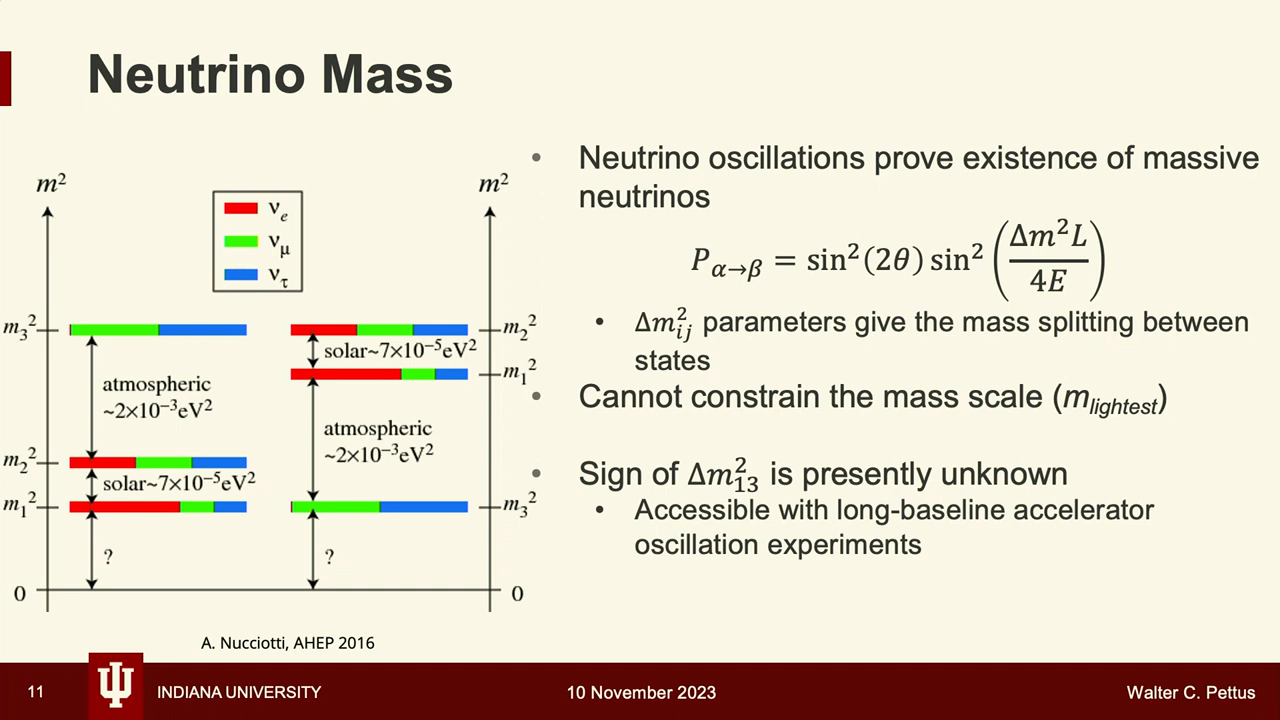 Neutrino Mass
m²
m²
νe
νμ
ντ
m₃²
m₂²
solar~7×10⁻⁵eV²
m₁²
atmospheric
~2×10⁻³eV²
atmospheric
~2×10⁻³eV²
m₂²
solar~7×10⁻⁵eV²
m₁²
m₃²
?
?
0
0
A. Nucciotti, AHEP 2016
• Neutrino oscillations prove existence of massive
neutrinos
P_{α→β} = sin²(2θ) sin²(Δm²L/4E)
• Δm²ᵢⱼ parameters give the mass splitting between
states
• Cannot constrain the mass scale (m_lightest)
• Sign of Δm²₁₃ is presently unknown
• Accessible with long-baseline accelerator
oscillation experiments
11
INDIANA UNIVERSITY
10 November 2023
Walter C. Pettus